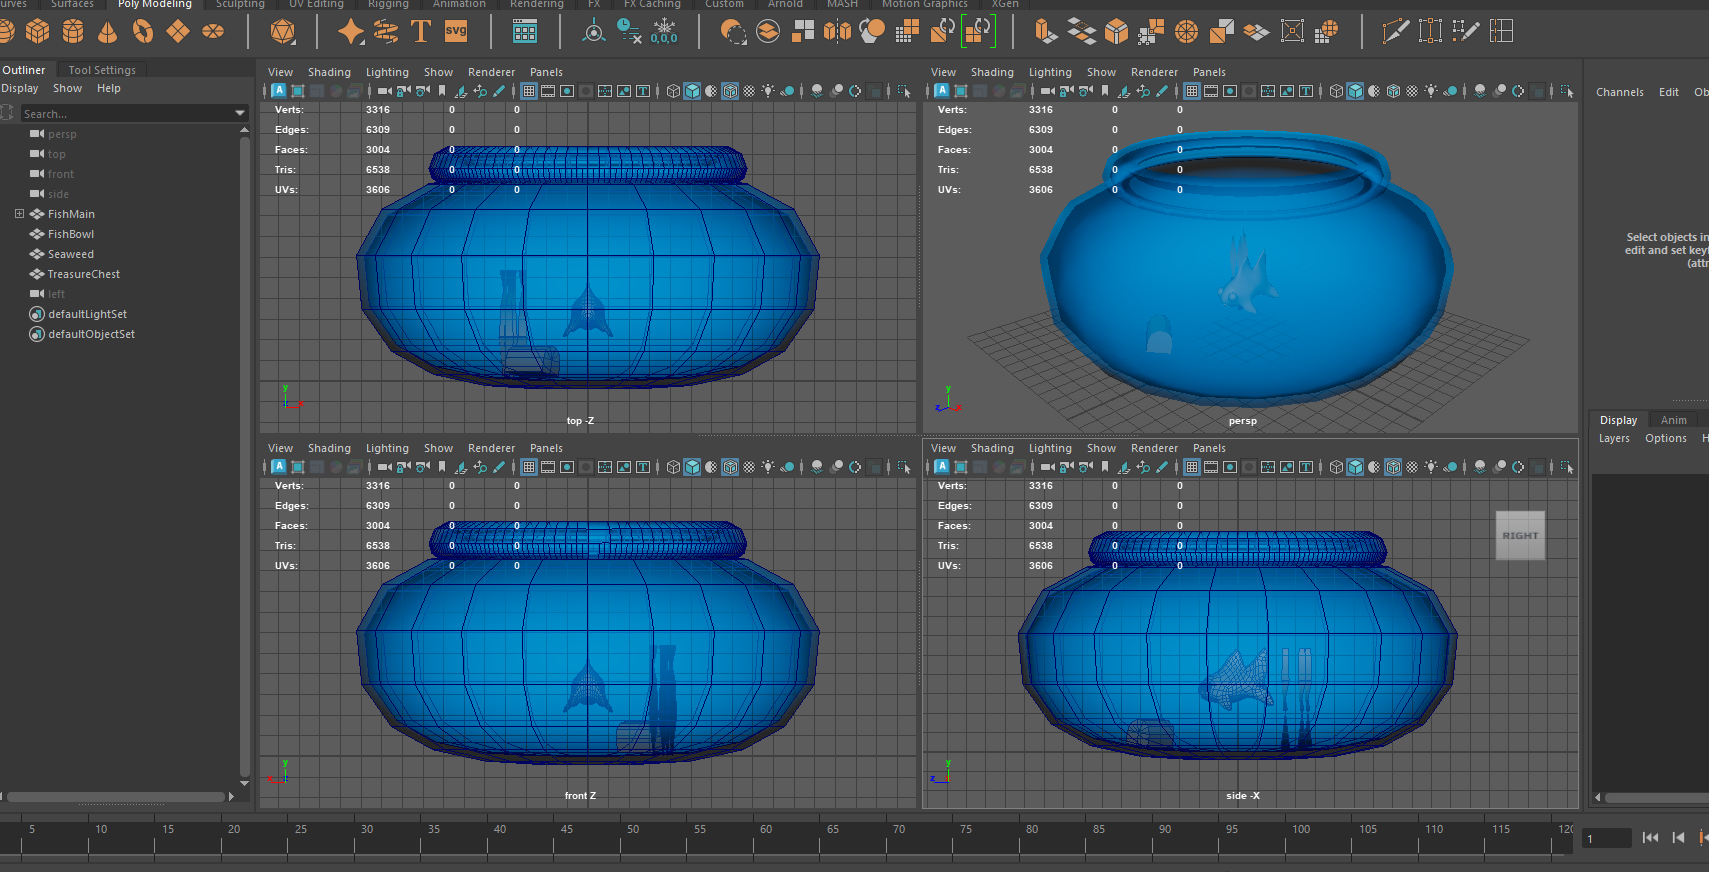 urves Surfaces Poly Modeling Sculpting UV Editing Rigging Animation Rendering FX FX Caching Custom Arnold MASH Motion Graphics XGen
T SVG 0,0,0
Outliner Tool Settings
Display Show Help
Search...
persp
top
front
side
FishMain
FishBowl
Seaweed
TreasureChest
left
defaultLightSet
defaultObjectSet
View Shading Lighting Show Renderer Panels
Verts: 3316 0 0
Edges: 6309 0 0
Faces: 3004 0 0
Tris: 6538 0 0
UVs: 3606 0 0
y
top -Z
View Shading Lighting Show Renderer Panels
Verts: 3316 0 0
Edges: 6309 0 0
Faces: 3004 0 0
Tris: 6538 0 0
UVs: 3606 0 0
y
z x
persp
View Shading Lighting Show Renderer Panels
Verts: 3316 0 0
Edges: 6309 0 0
Faces: 3004 0 0
Tris: 6538 0 0
UVs: 3606 0 0
y
front Z
View Shading Lighting Show Renderer Panels
Verts: 3316 0 0
Edges: 6309 0 0
Faces: 3004 0 0
Tris: 6538 0 0
UVs: 3606 0 0
RIGHT
y
z
side -X
Channels Edit Ob
Select objects in
edit and set key
(attr
Display Anim
Layers Options H
5 10 15 20 25 30 35 40 45 50 55 60 65 70 75 80 85 90 95 100 105 110 115 120
1